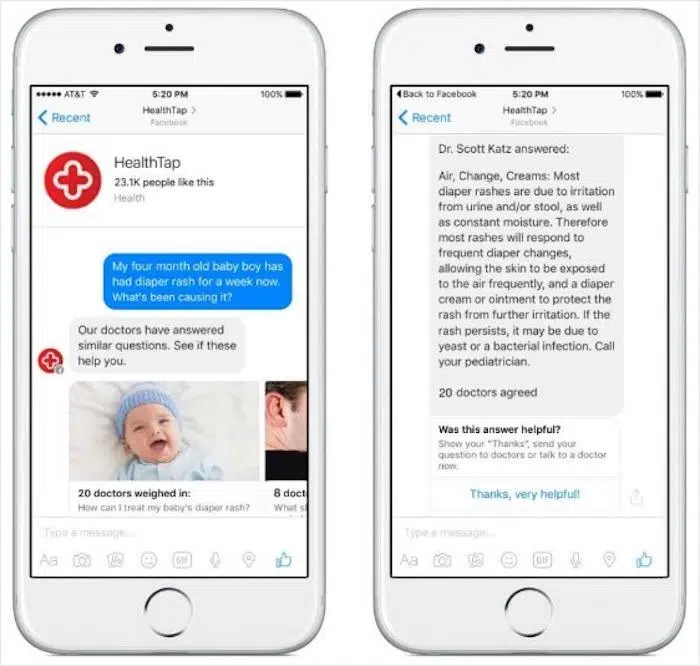 AT&T 5:20 PM 100%
Recent HealthTap >
Facebook
HealthTap
23.1K people like this
Health
My four month old baby boy has
had diaper rash for a week now.
What's been causing it?
Our doctors have answered
similar questions. See if these
help you.
20 doctors weighed in:
How can I treat my baby's diaper rash?
8 doct
What s
Type a message...
Aa GIF
Back to Facebook 5:20 PM 100%
Recent HealthTap >
Facebook
Dr. Scott Katz answered:
Air, Change, Creams: Most
diaper rashes are due to irritation
from urine and/or stool, as well
as constant moisture. Therefore
most rashes will respond to
frequent diaper changes,
allowing the skin to be exposed
to the air frequently, and a diaper
cream or ointment to protect the
rash from further irritation. If the
rash persists, it may be due to
yeast or a bacterial infection. Call
your pediatrician.
20 doctors agreed
Was this answer helpful?
Show your "Thanks", send your
question to doctors or talk to a doctor
now.
Thanks, very helpful!
Type a message...
Aa GIF